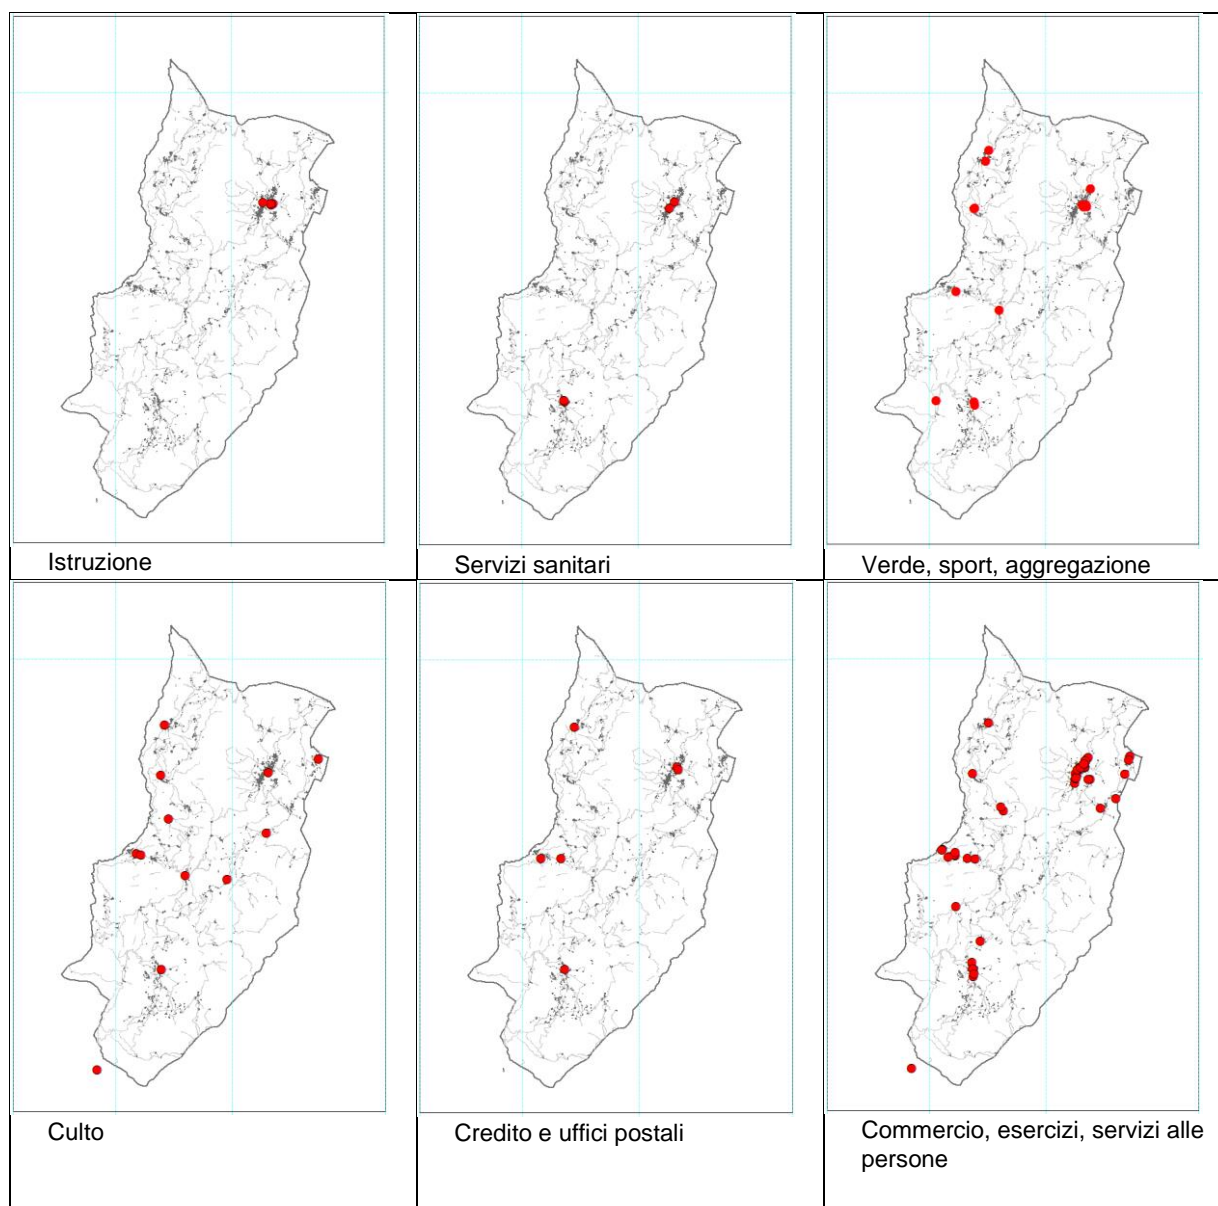 Istruzione
Servizi sanitari
Verde, sport, aggregazione
Culto
Credito e uffici postali
Commercio, esercizi, servizi alle
persone